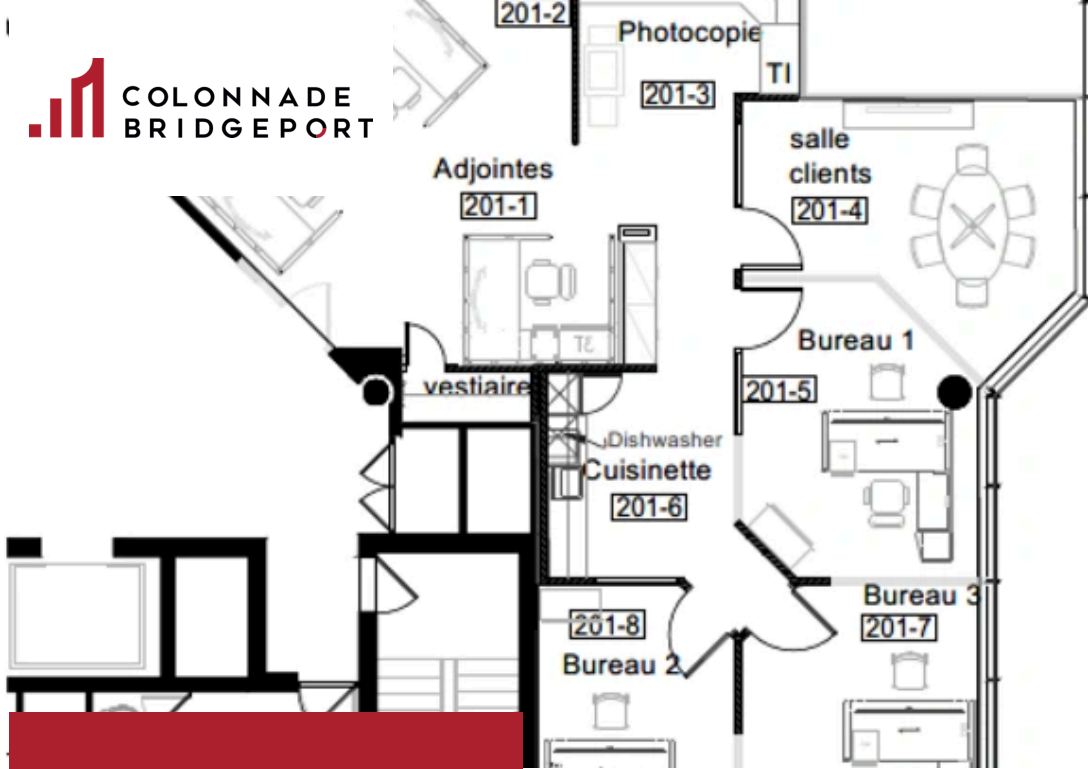 201-2
Photocopie
TI
201-3
COLONNADE
BRIDGEPORT
salle
clients
201-4
Adjointes
201-1
Bureau 1
201-5
vestiaire
Dishwasher
Cuisinette
201-6
Bureau 3
201-7
201-8
Bureau 2